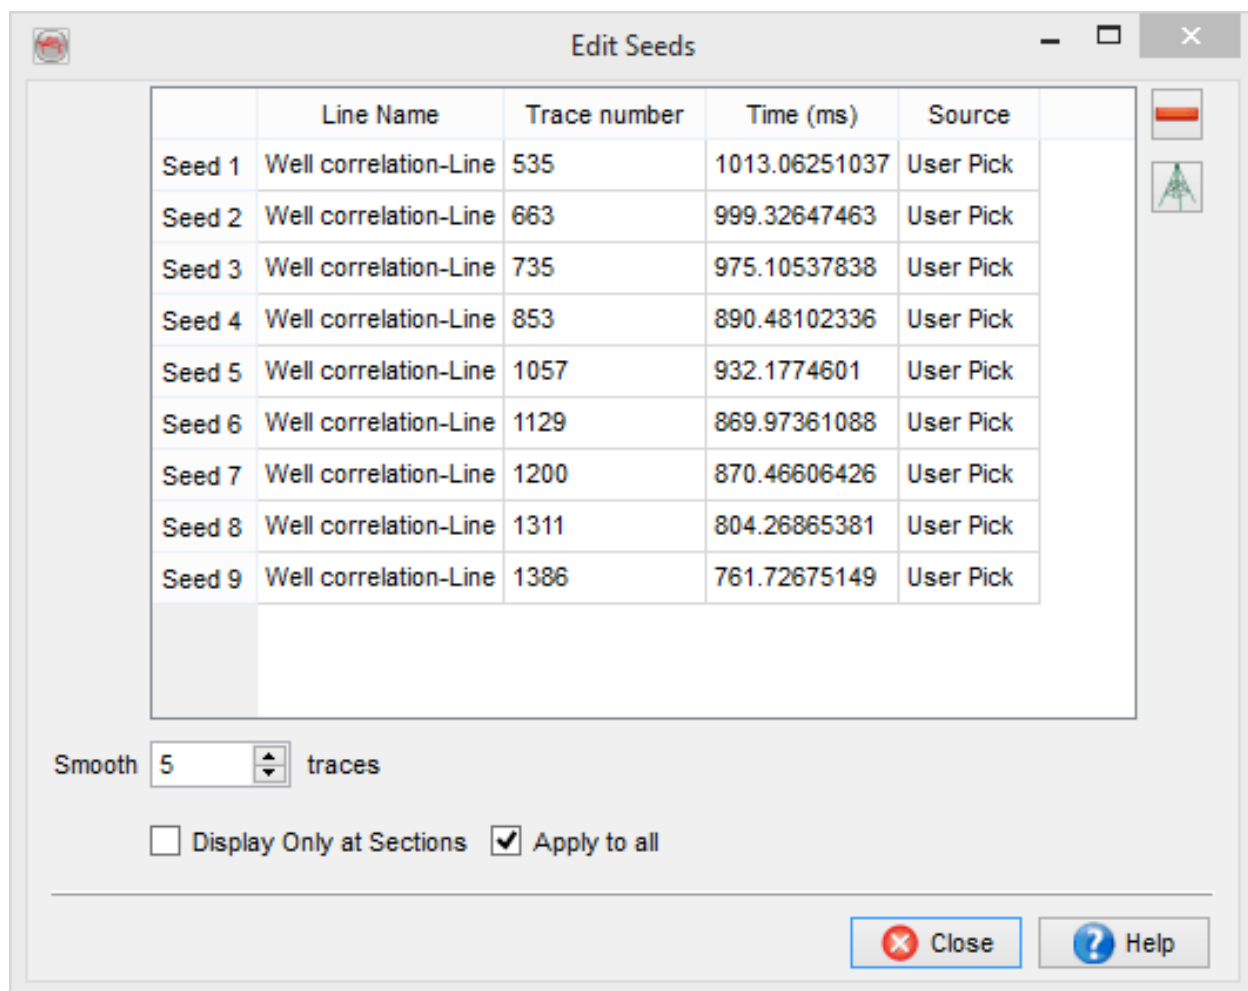 Edit Seeds
Line Name Trace number Time (ms) Source
Seed 1 Well correlation-Line 535 1013.06251037 User Pick
Seed 2 Well correlation-Line 663 999.32647463 User Pick
Seed 3 Well correlation-Line 735 975.10537838 User Pick
Seed 4 Well correlation-Line 853 890.48102336 User Pick
Seed 5 Well correlation-Line 1057 932.1774601 User Pick
Seed 6 Well correlation-Line 1129 869.97361088 User Pick
Seed 7 Well correlation-Line 1200 870.46606426 User Pick
Seed 8 Well correlation-Line 1311 804.26865381 User Pick
Seed 9 Well correlation-Line 1386 761.72675149 User Pick
Smooth 5 traces
Display Only at Sections Apply to all
Close Help